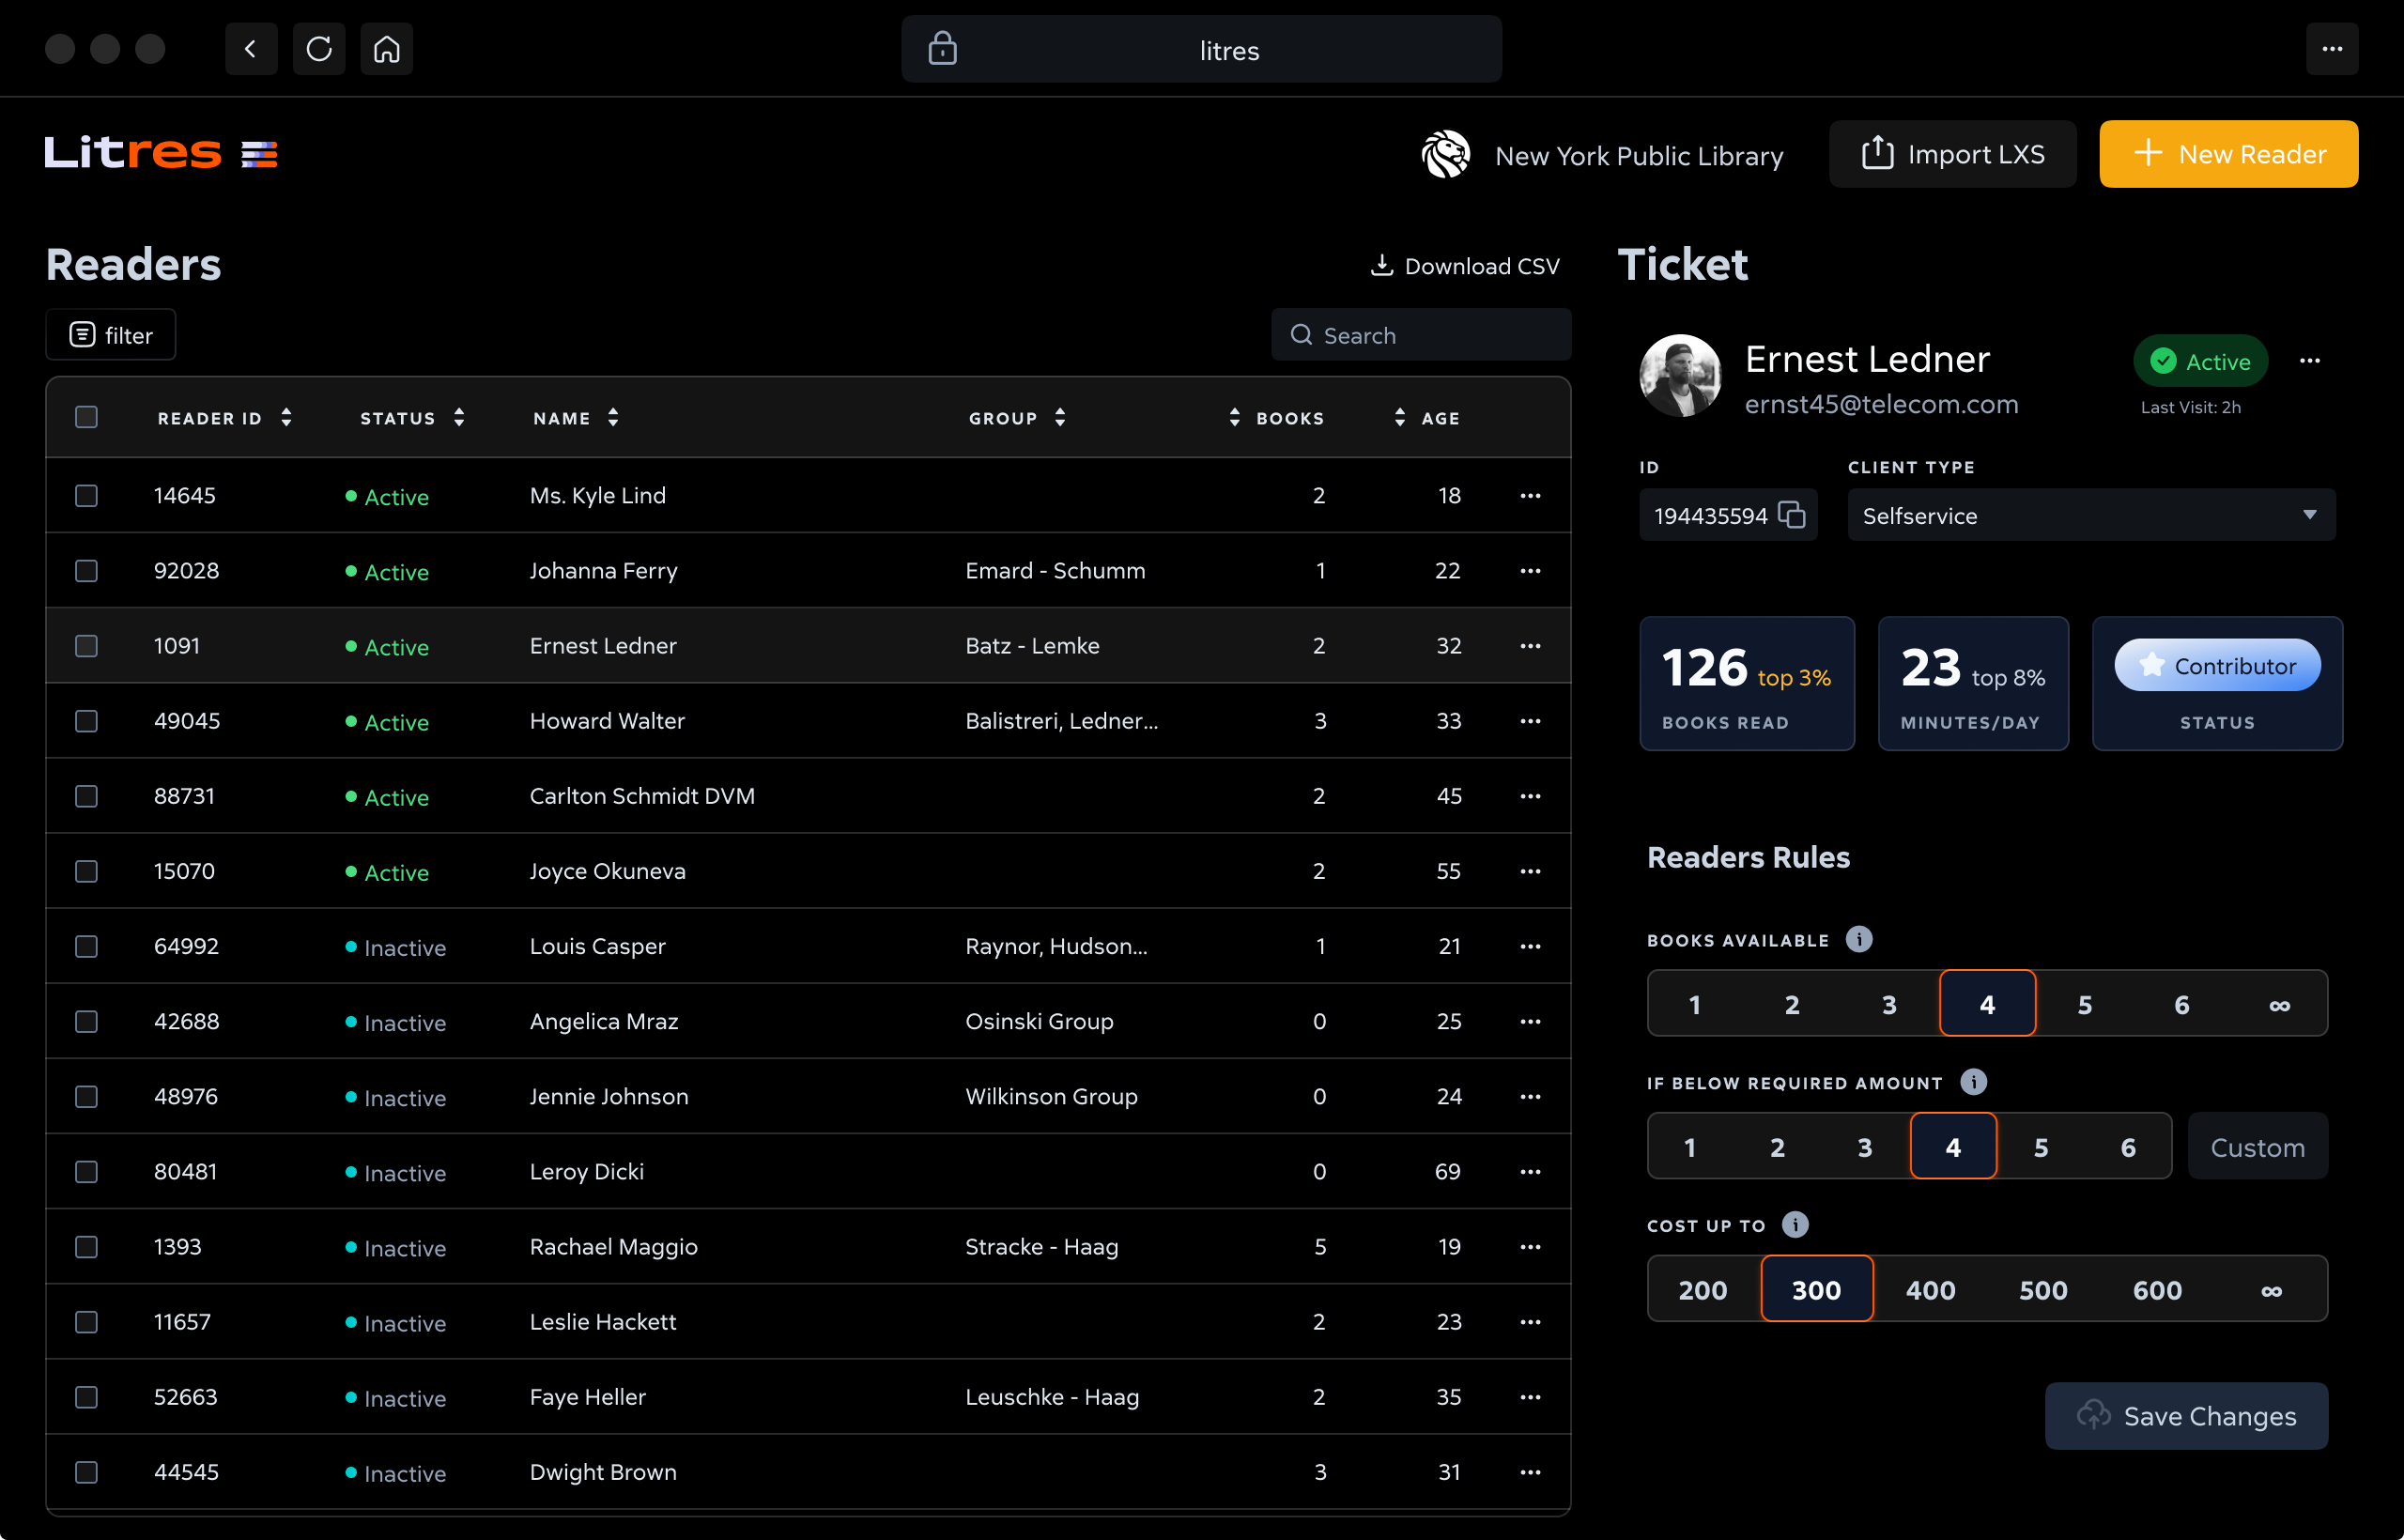 litres
Litres
New York Public Library
Import LXS
New Reader
Readers
Download CSV
filter
Search
READER ID STATUS NAME GROUP BOOKS AGE
14645 Active Ms. Kyle Lind 2 18
92028 Active Johanna Ferry Emard - Schumm 1 22
1091 Active Ernest Ledner Batz - Lemke 2 32
49045 Active Howard Walter Balistreri, Ledner... 3 33
88731 Active Carlton Schmidt DVM 2 45
15070 Active Joyce Okuneva 2 55
64992 Inactive Louis Casper Raynor, Hudson... 1 21
42688 Inactive Angelica Mraz Osinski Group 0 25
48976 Inactive Jennie Johnson Wilkinson Group 0 24
80481 Inactive Leroy Dicki 0 69
1393 Inactive Rachael Maggio Stracke - Haag 5 19
11657 Inactive Leslie Hackett 2 23
52663 Inactive Faye Heller Leuschke - Haag 2 35
44545 Inactive Dwight Brown 3 31
Ticket
Ernest Ledner
ernst45@telecom.com
Active
Last Visit: 2h
ID
194435594
CLIENT TYPE
Selfservice
126 top 3%
BOOKS READ
23 top 8%
MINUTES/DAY
Contributor
STATUS
Readers Rules
BOOKS AVAILABLE
1 2 3 4 5 6 ∞
IF BELOW REQUIRED AMOUNT
1 2 3 4 5 6 Custom
COST UP TO
200 300 400 500 600 ∞
Save Changes